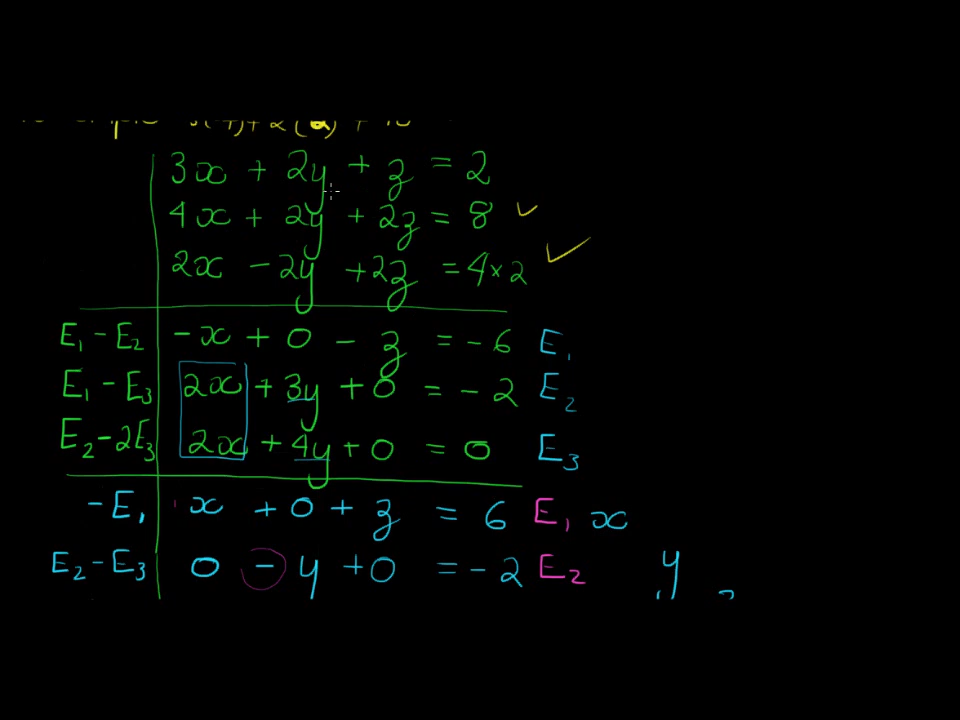 3x + 2y + z = 2
4x + 2y + 2z = 8 ✓
2x - 2y + 2z = 4 × 2 ✓
E₁ - E₂ -x + 0 - z = -6 E₁
E₁ - E₃ 2x + 3y + 0 = -2 E₂
E₂ - 2E₃ 2x + 4y + 0 = 0 E₃
-E₁ x + 0 + z = 6 E₁ x
E₂ - E₃ 0 - y + 0 = -2 E₂ y